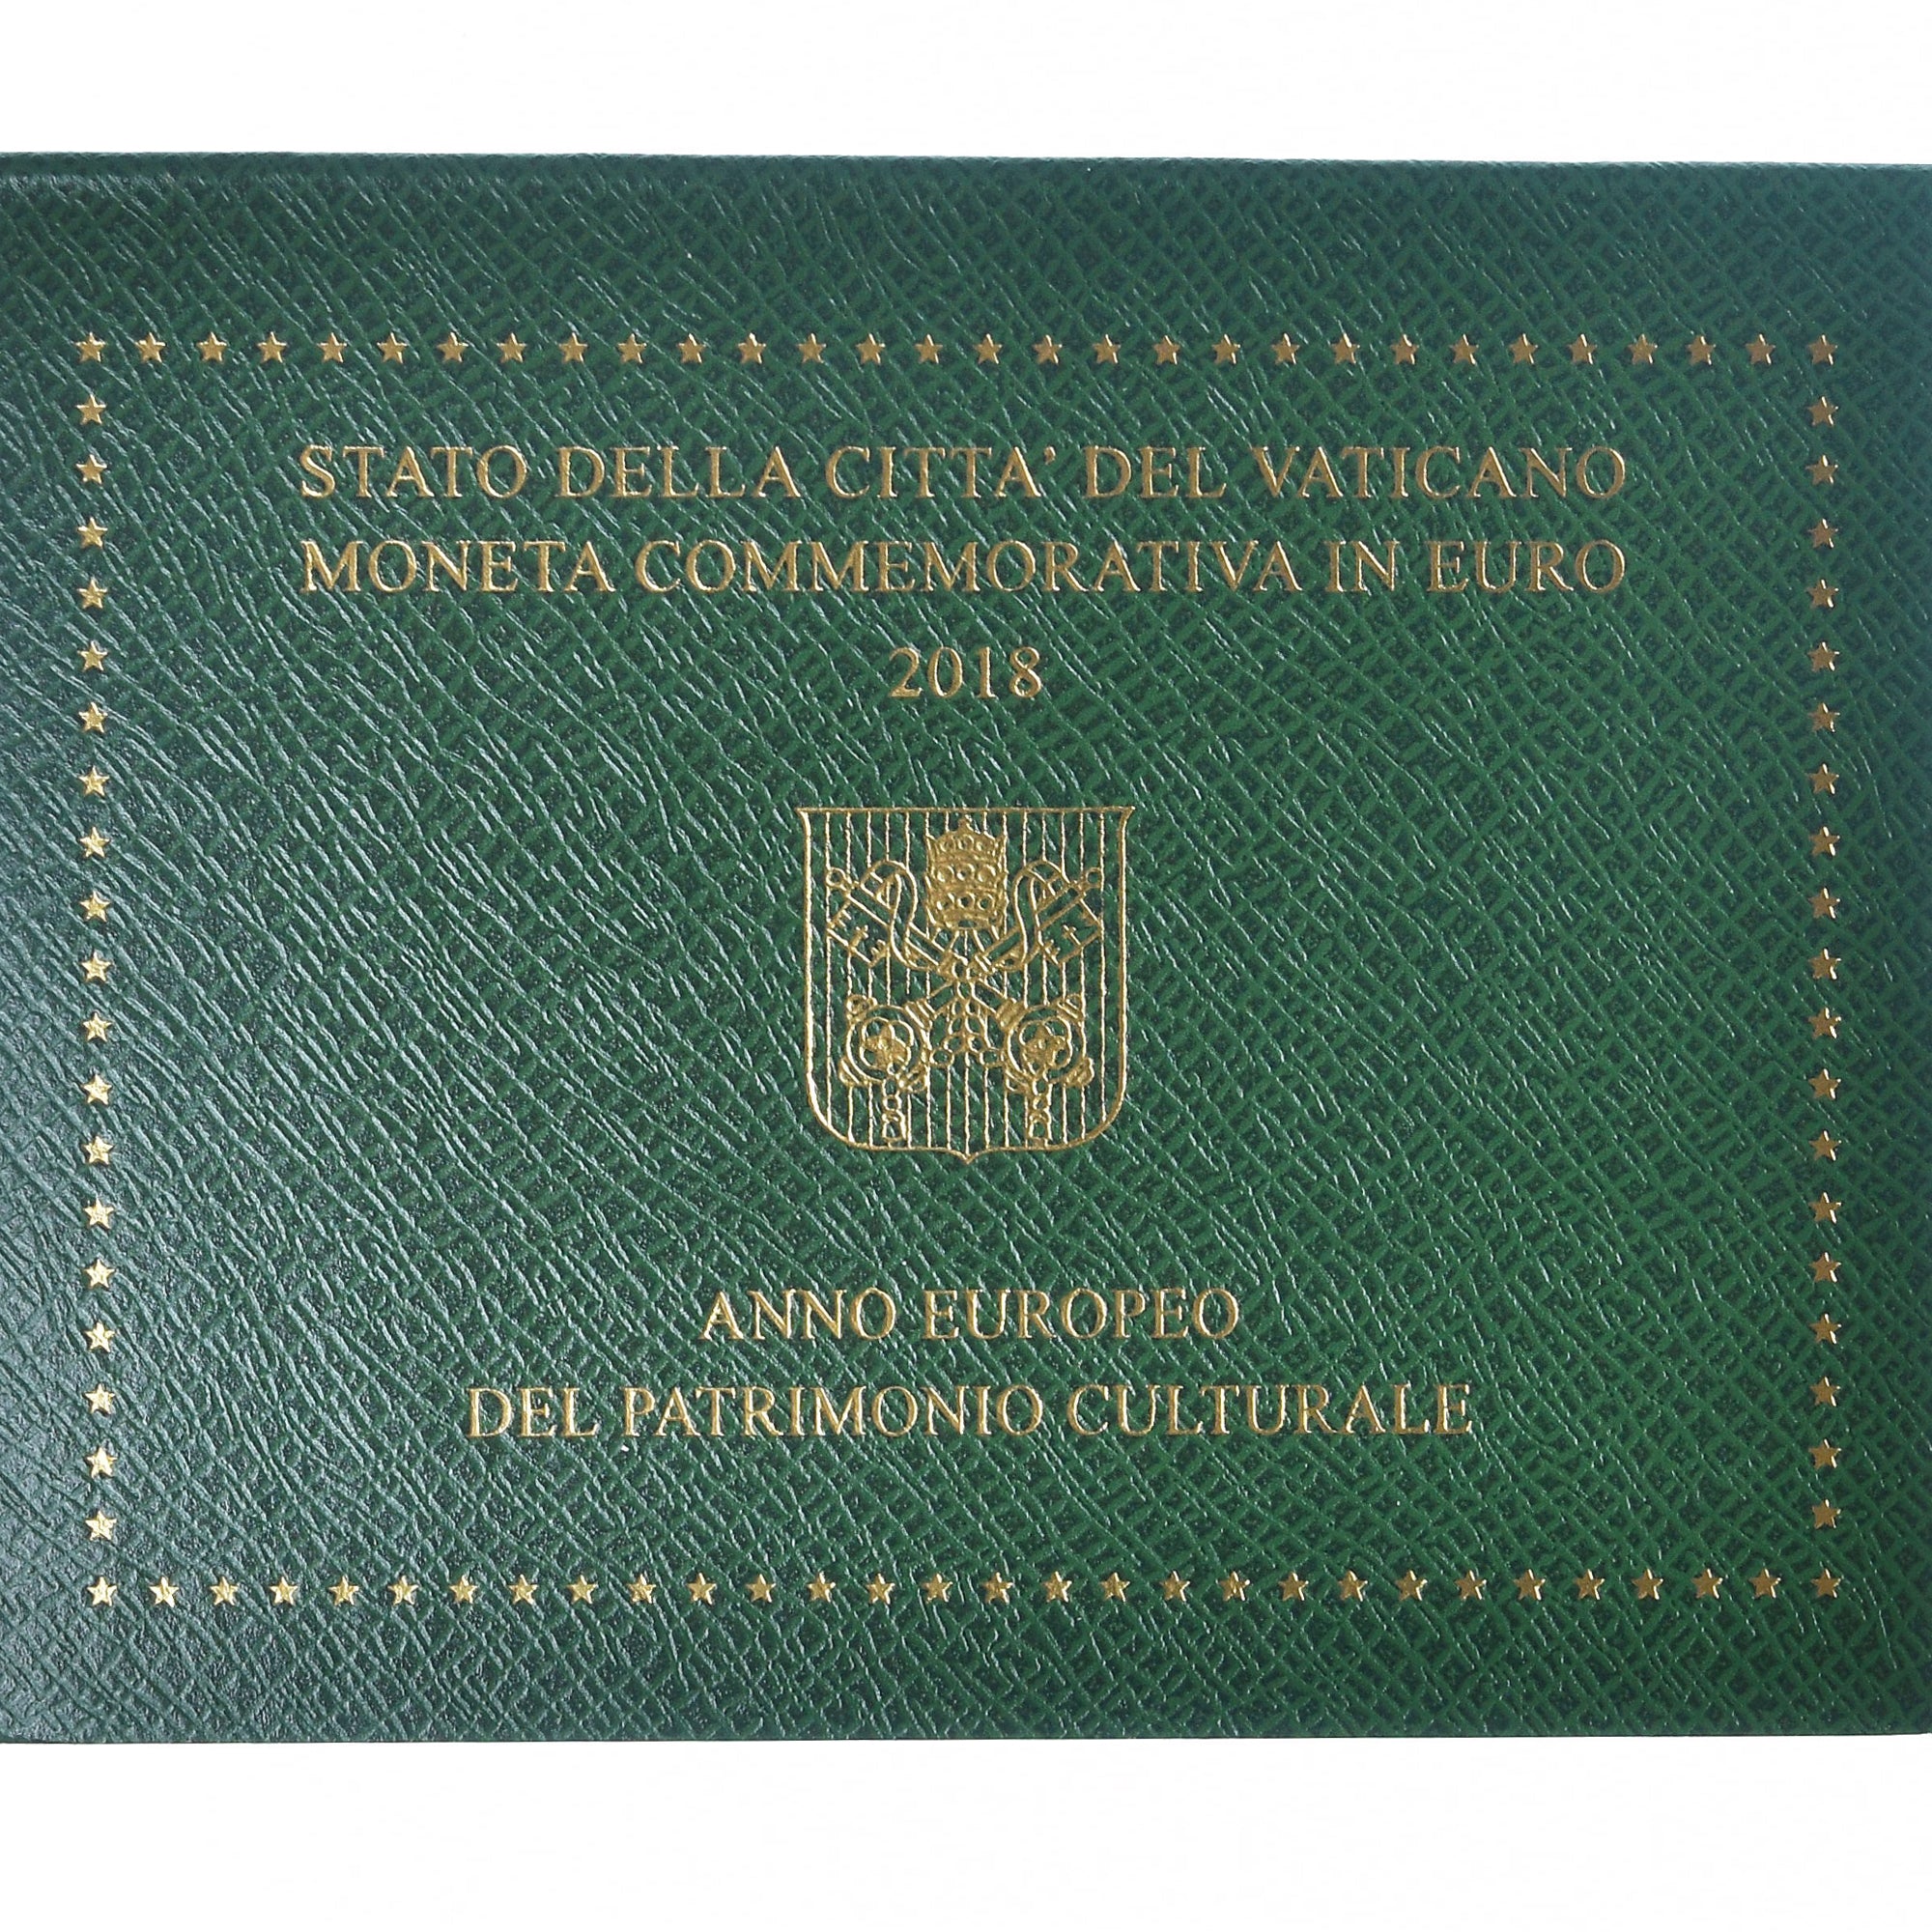 STATO DELLA CITTA' DEL VATICANO
MONETA COMMEMORATIVA IN EURO
2018
ANNO EUROPEO
DEL PATRIMONIO CULTURALE